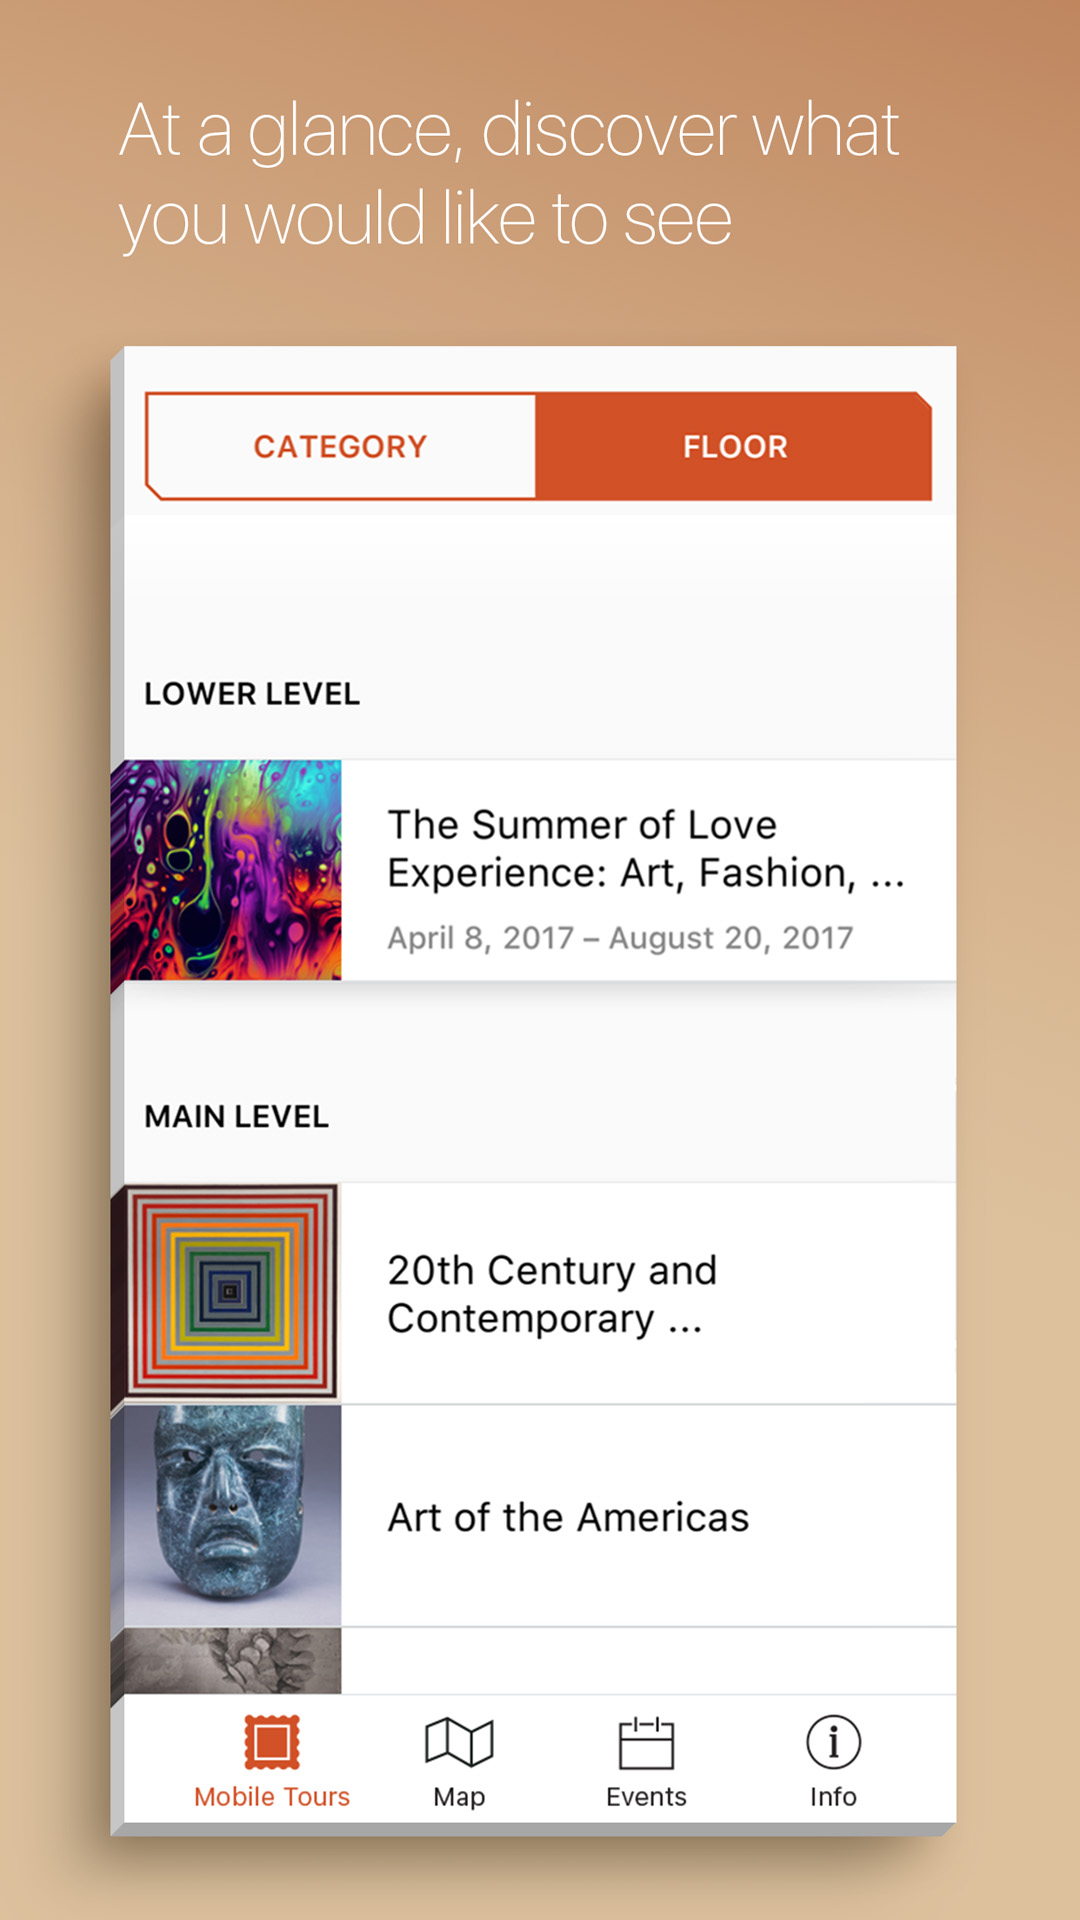 At a glance, discover what
you would like to see
CATEGORY
FLOOR
LOWER LEVEL
The Summer of Love
Experience: Art, Fashion, ...
April 8, 2017 – August 20, 2017
MAIN LEVEL
20th Century and
Contemporary ...
Art of the Americas
Mobile Tours
Map
Events
Info